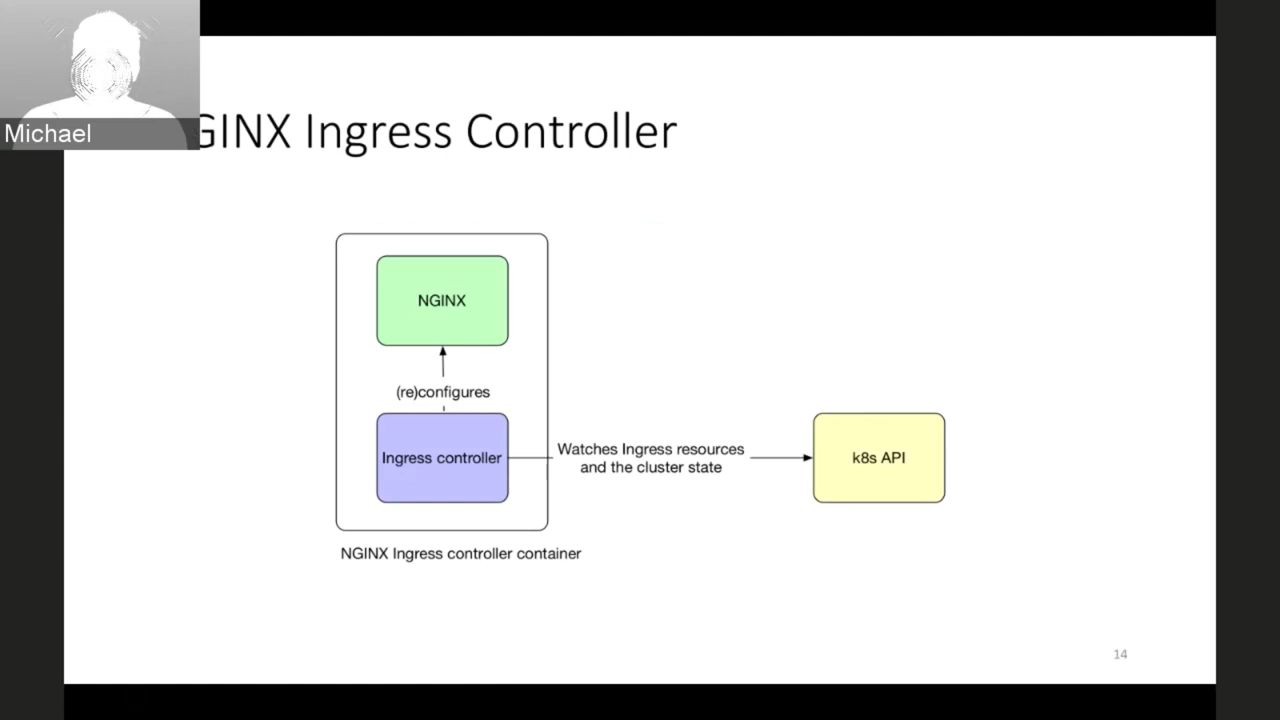 Michael
GINX Ingress Controller
NGINX
(re)configures
Ingress controller
Watches Ingress resources
and the cluster state
k8s API
NGINX Ingress controller container
14